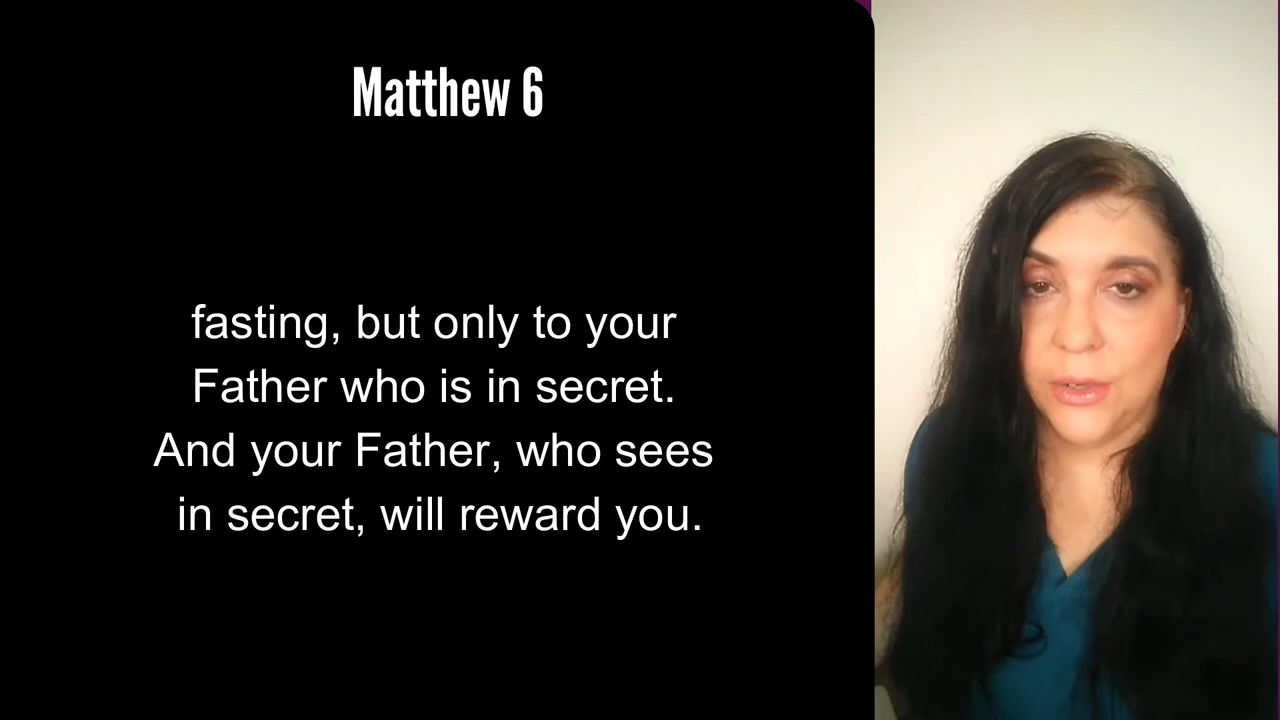 Matthew 6
fasting, but only to your
Father who is in secret.
And your Father, who sees
in secret, will reward you.